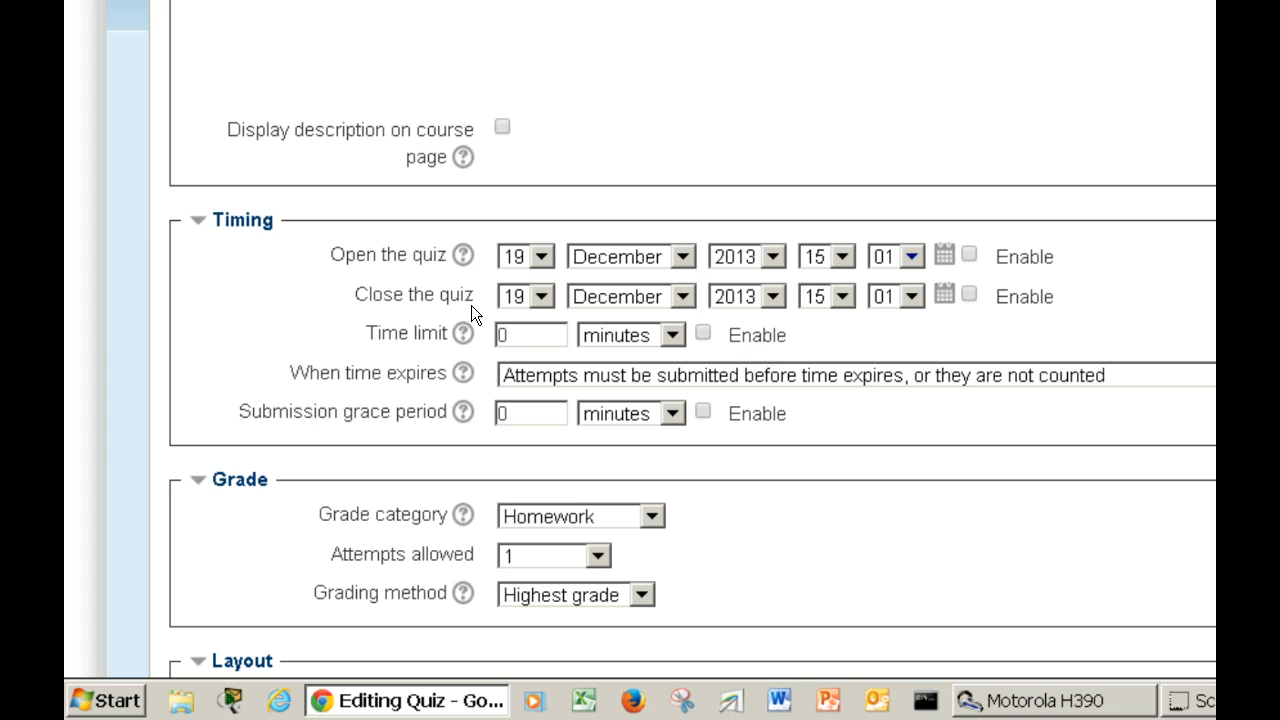 Display description on course
page ?
Timing
Open the quiz ? 19 December 2013 15 01 Enable
Close the quiz 19 December 2013 15 01 Enable
Time limit ? 0 minutes Enable
When time expires ? Attempts must be submitted before time expires, or they are not counted
Submission grace period ? 0 minutes Enable
Grade
Grade category ? Homework
Attempts allowed 1
Grading method ? Highest grade
Layout
Start Editing Quiz - Go... Motorola H390 Sc